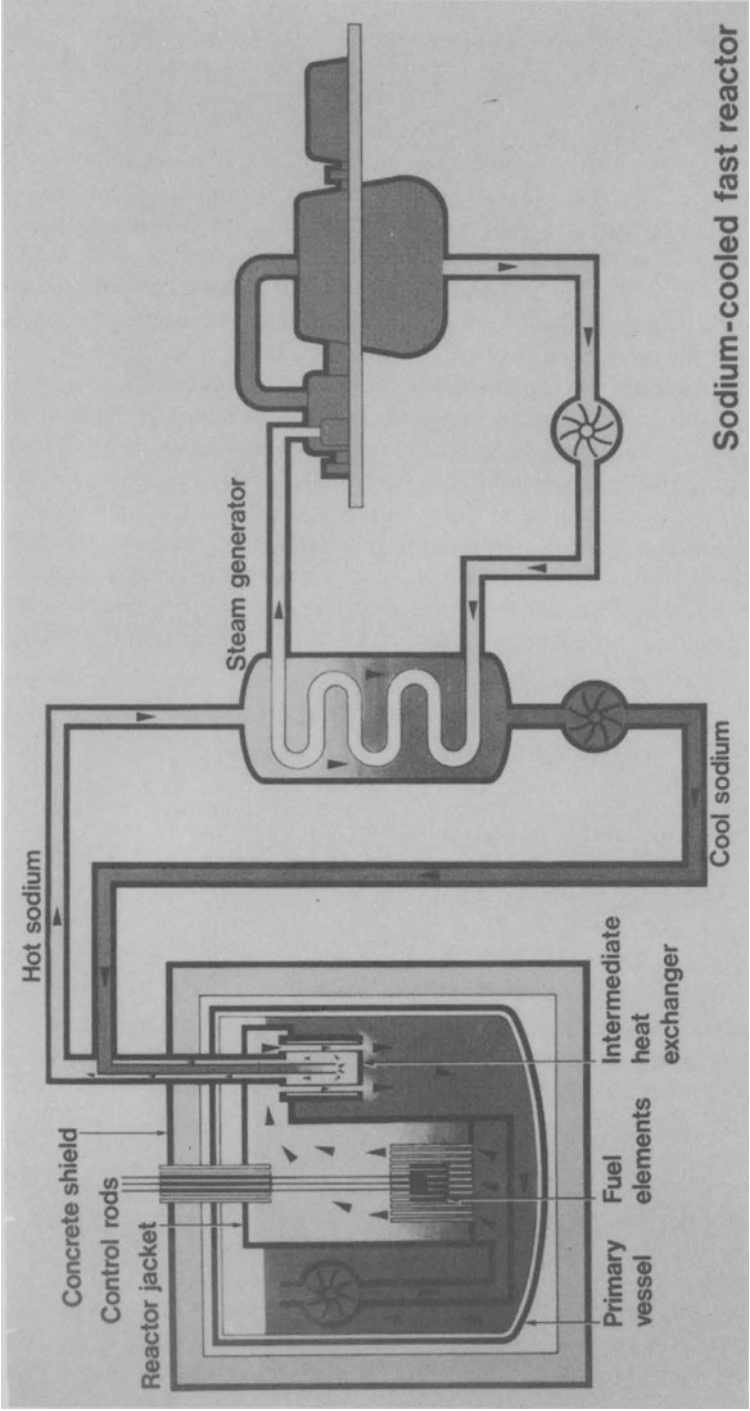 Hot sodium
Concrete shield
Control rods
Reactor jacket
Steam generator
Primary
vessel
Fuel
elements
Intermediate
heat
exchanger
Cool sodium
Sodium-cooled fast reactor